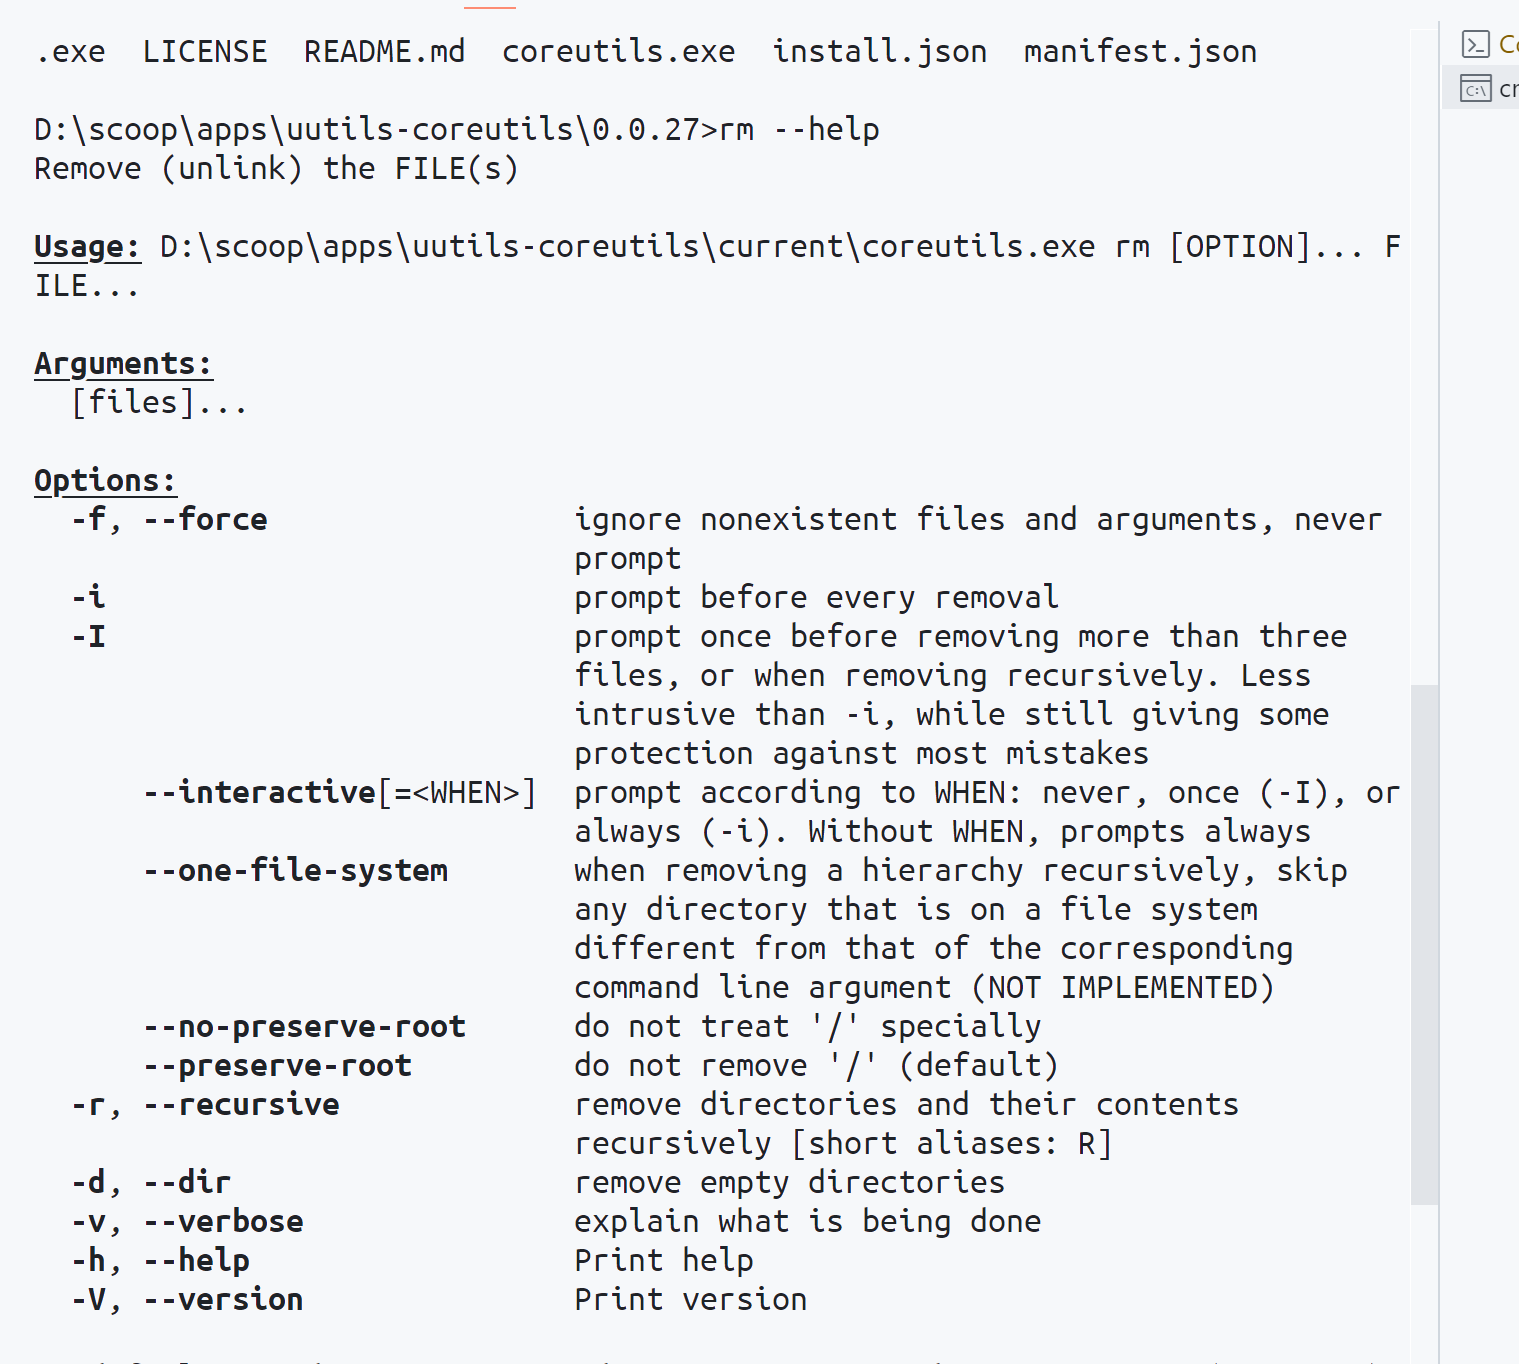 .exe  LICENSE  README.md  coreutils.exe  install.json  manifest.json
D:\scoop\apps\uutils-coreutils\0.0.27>rm --help
Remove (unlink) the FILE(s)
Usage: D:\scoop\apps\uutils-coreutils\current\coreutils.exe rm [OPTION]... F
ILE...
Arguments:
  [files]...
Options:
  -f, --force                 ignore nonexistent files and arguments, never
                              prompt
  -i                          prompt before every removal
  -I                          prompt once before removing more than three
                              files, or when removing recursively. Less
                              intrusive than -i, while still giving some
                              protection against most mistakes
      --interactive[=<WHEN>]  prompt according to WHEN: never, once (-I), or
                              always (-i). Without WHEN, prompts always
      --one-file-system       when removing a hierarchy recursively, skip
                              any directory that is on a file system
                              different from that of the corresponding
                              command line argument (NOT IMPLEMENTED)
      --no-preserve-root      do not treat '/' specially
      --preserve-root         do not remove '/' (default)
  -r, --recursive             remove directories and their contents
                              recursively [short aliases: R]
  -d, --dir                   remove empty directories
  -v, --verbose               explain what is being done
  -h, --help                  Print help
  -V, --version               Print version